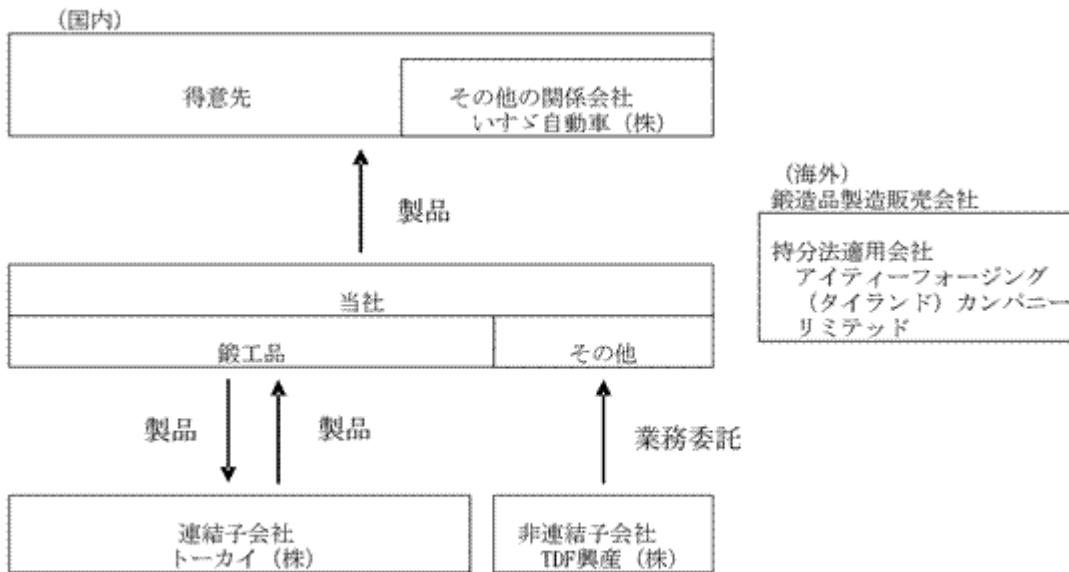 (国内)
得意先
その他の関係会社
いすゞ自動車(株)
製品
(海外)
鍛造品製造販売会社
持分法適用会社
アイティーフォージング
(タイランド)カンパニー
リミテッド
当社
鍛工品
その他
製品
製品
業務委託
連結子会社
トーカイ(株)
非連結子会社
TDF興産(株)